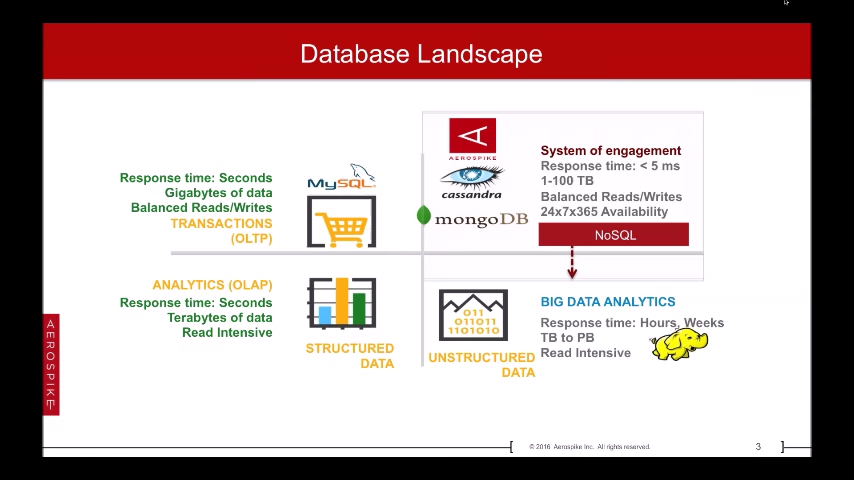 Database Landscape
Response time: Seconds
Gigabytes of data
Balanced Reads/Writes
TRANSACTIONS
(OLTP)
MySQL
AEROSPIKE
cassandra
mongoDB
System of engagement
Response time: < 5 ms
1-100 TB
Balanced Reads/Writes
24x7x365 Availability
NoSQL
ANALYTICS (OLAP)
Response time: Seconds
Terabytes of data
Read Intensive
STRUCTURED
DATA
011
011011
1101010
UNSTRUCTURED
DATA
BIG DATA ANALYTICS
Response time: Hours, Weeks
TB to PB
Read Intensive
AEROSPIKE
© 2016 Aerospike Inc. All rights reserved.
3